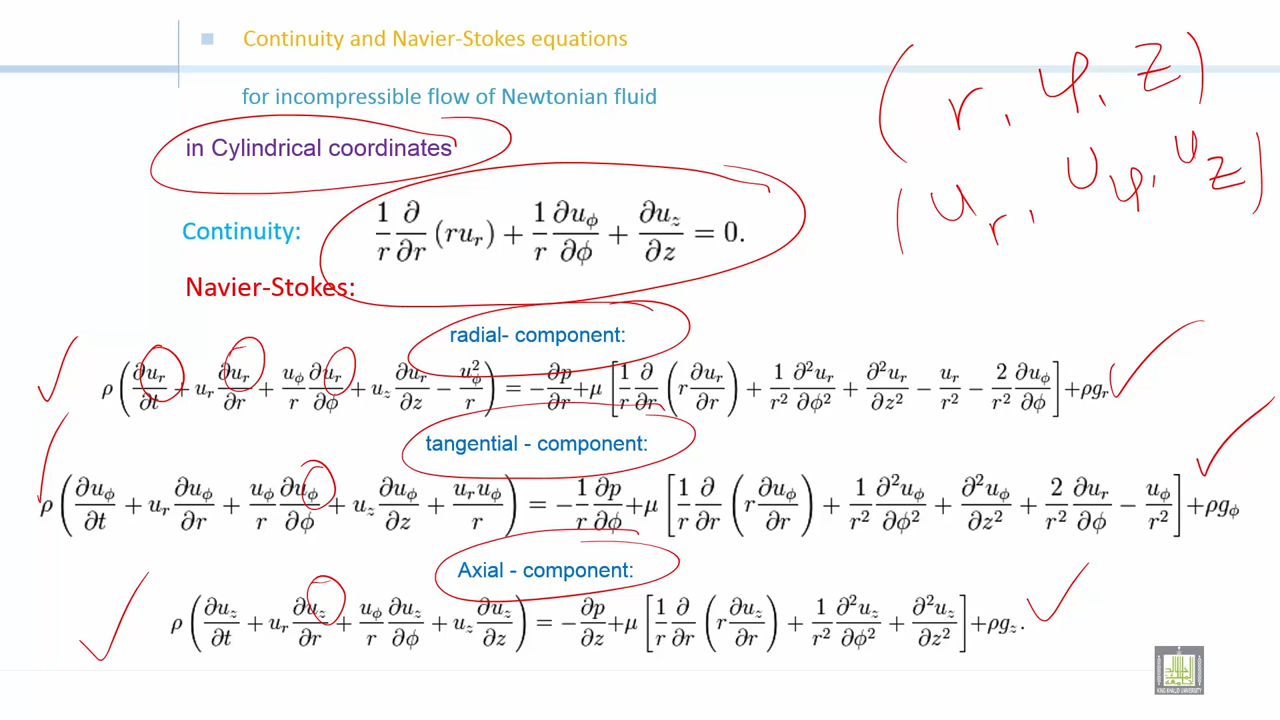 Continuity and Navier-Stokes equations
for incompressible flow of Newtonian fluid
(r, φ, z)
in Cylindrical coordinates
(u_r, u_φ, u_z)
Continuity: 1/r ∂/∂r (ru_r) + 1/r ∂u_ϕ/∂ϕ + ∂u_z/∂z = 0.
Navier-Stokes:
radial- component:
ρ(∂u_r/∂t + u_r ∂u_r/∂r + u_ϕ/r ∂u_r/∂ϕ + u_z ∂u_r/∂z − u_ϕ²/r) = −∂p/∂r + μ[1/r ∂/∂r (r ∂u_r/∂r) + 1/r² ∂²u_r/∂ϕ² + ∂²u_r/∂z² − u_r/r² − 2/r² ∂u_ϕ/∂ϕ] + ρg_r
tangential - component:
ρ(∂u_ϕ/∂t + u_r ∂u_ϕ/∂r + u_ϕ/r ∂u_ϕ/∂ϕ + u_z ∂u_ϕ/∂z + u_r u_ϕ/r) = −1/r ∂p/∂ϕ + μ[1/r ∂/∂r (r ∂u_ϕ/∂r) + 1/r² ∂²u_ϕ/∂ϕ² + ∂²u_ϕ/∂z² + 2/r² ∂u_r/∂ϕ − u_ϕ/r²] + ρg_ϕ
Axial - component:
ρ(∂u_z/∂t + u_r ∂u_z/∂r + u_ϕ/r ∂u_z/∂ϕ + u_z ∂u_z/∂z) = −∂p/∂z + μ[1/r ∂/∂r (r ∂u_z/∂r) + 1/r² ∂²u_z/∂ϕ² + ∂²u_z/∂z²] + ρg_z.
KING KHALID UNIVERSITY